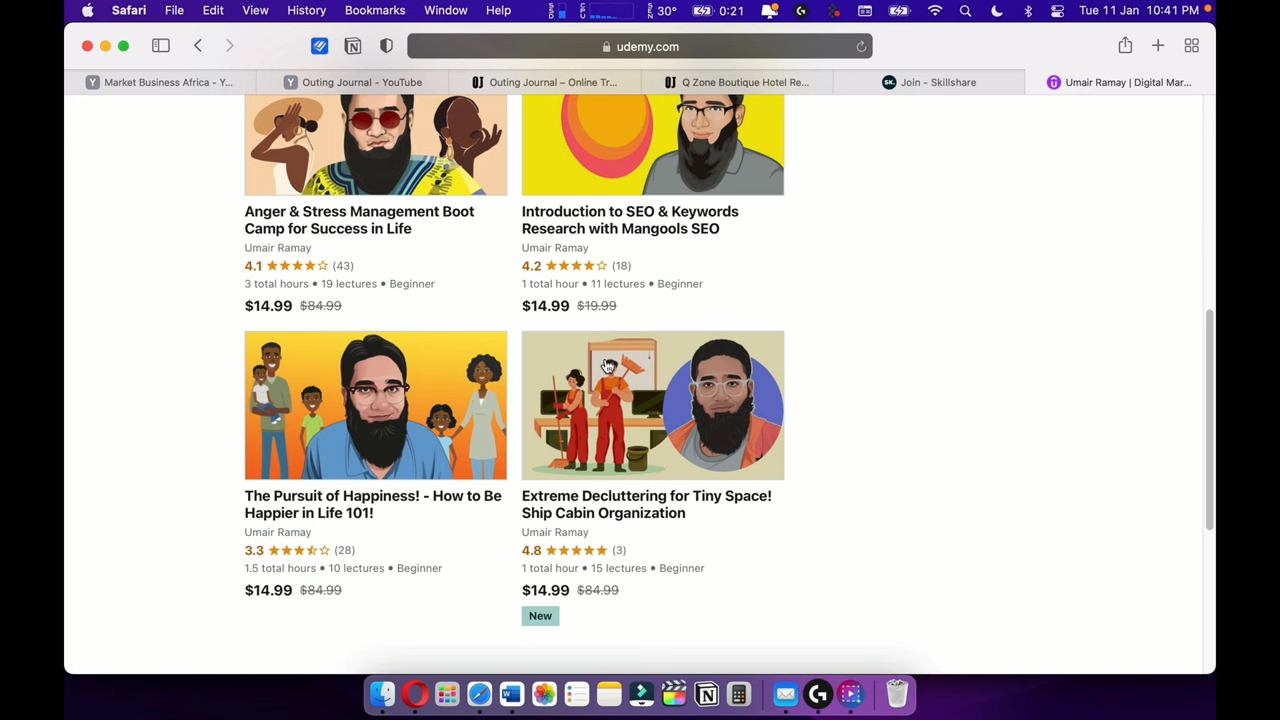 Safari File Edit View History Bookmarks Window Help 30° 0:21 Tue 11 Jan 10:41 PM
udemy.com
Market Business Africa - Y... Outing Journal - YouTube Outing Journal – Online Tr... Q Zone Boutique Hotel Re... Join - Skillshare Umair Ramay | Digital Mar...
Anger & Stress Management Boot
Camp for Success in Life
Umair Ramay
4.1 (43)
3 total hours • 19 lectures • Beginner
$14.99 $84.99
Introduction to SEO & Keywords
Research with Mangools SEO
Umair Ramay
4.2 (18)
1 total hour • 11 lectures • Beginner
$14.99 $19.99
The Pursuit of Happiness! - How to Be
Happier in Life 101!
Umair Ramay
3.3 (28)
1.5 total hours • 10 lectures • Beginner
$14.99 $84.99
Extreme Decluttering for Tiny Space!
Ship Cabin Organization
Umair Ramay
4.8 (3)
1 total hour • 15 lectures • Beginner
$14.99 $84.99
New